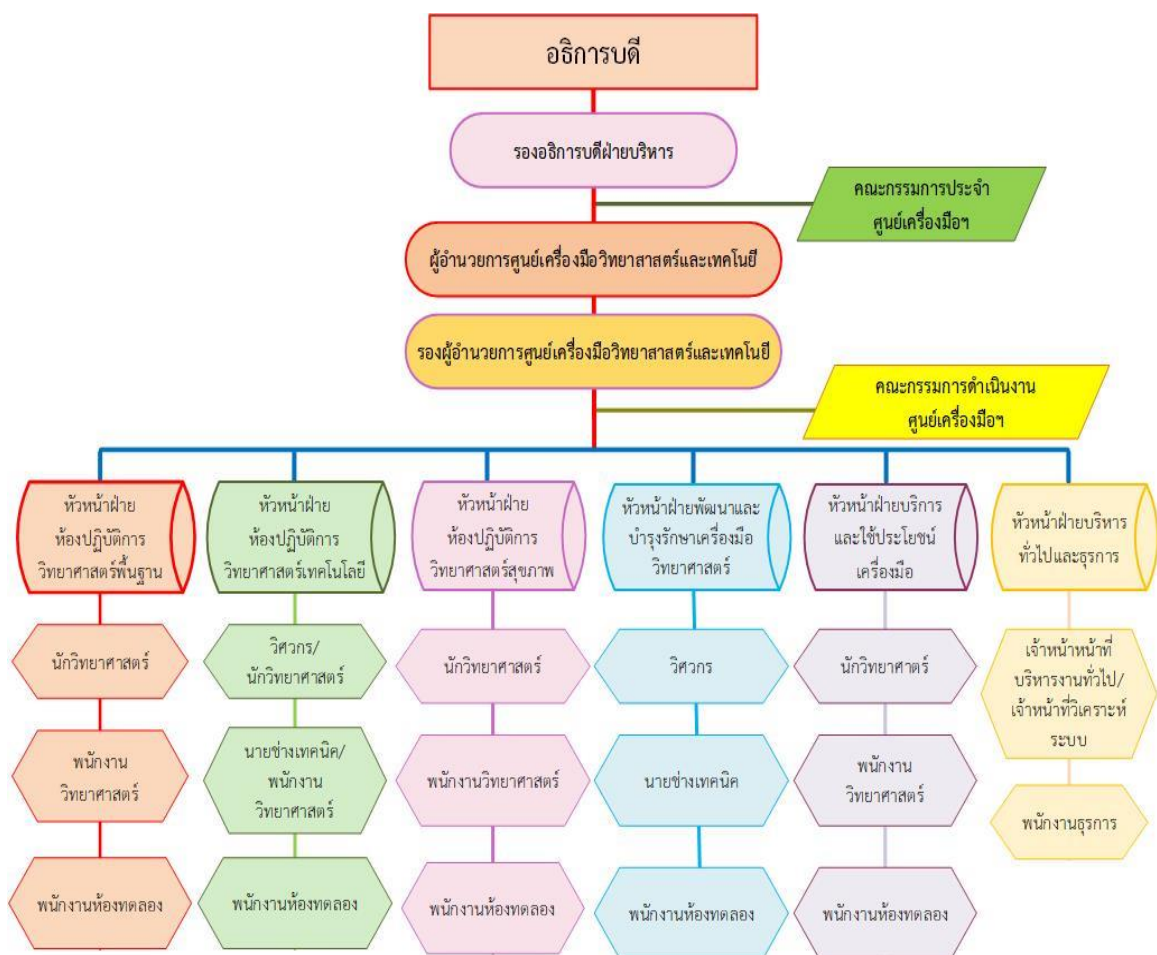 อธิการบดี
รองอธิการบดีฝ่ายบริหาร
คณะกรรมการประจำ
ศูนย์เครื่องมือฯ
ผู้อำนวยการศูนย์เครื่องมือวิทยาสาสตร์และเทคโนยี
รองผู้อำนวยการศูนย์เครื่องมือวิทยาสาสตร์และเทคโนยี
คณะกรรมการดำเนินงาน
ศูนย์เครื่องมือฯ
หัวหน้าฝ่าย
ห้องปฏิบัติการ
วิทยาศาสตร์พื้นฐาน
หัวหน้าฝ่าย
ห้องปฏิบัติการ
วิทยาศาสตร์เทคโนโลยี
หัวหน้าฝ่าย
ห้องปฏิบัติการ
วิทยาศาสตร์สุขภาพ
หัวหน้าฝ่ายพัฒนาและ
บำรุงรักษาเครื่องมือ
วิทยาศาสตร์
หัวหน้าฝ่ายบริการ
และใช้ประโยชน์
เครื่องมือ
หัวหน้าฝ่ายบริหาร
ทั่วไปและธุรการ
นักวิทยาศาสตร์
วิศวกร/
นักวิทยาศาสตร์
นักวิทยาศาสตร์
วิศวกร
นักวิทยาศาตร์
เจ้าหน้าหน้าที่
บริหารงานทั่วไป/
เจ้าหน้าที่วิเคราะห์
ระบบ
พนักงาน
วิทยาศาสตร์
นายช่างเทคนิค/
พนักงาน
วิทยาศาสตร์
พนักงานวิทยาศาสตร์
นายช่างเทคนิค
พนักงาน
วิทยาศาสตร์
พนักงานธุรการ
พนักงานห้องทดลอง
พนักงานห้องทดลอง
พนักงานห้องทดลอง
พนักงานห้องทดลอง
พนักงานห้องทดลอง